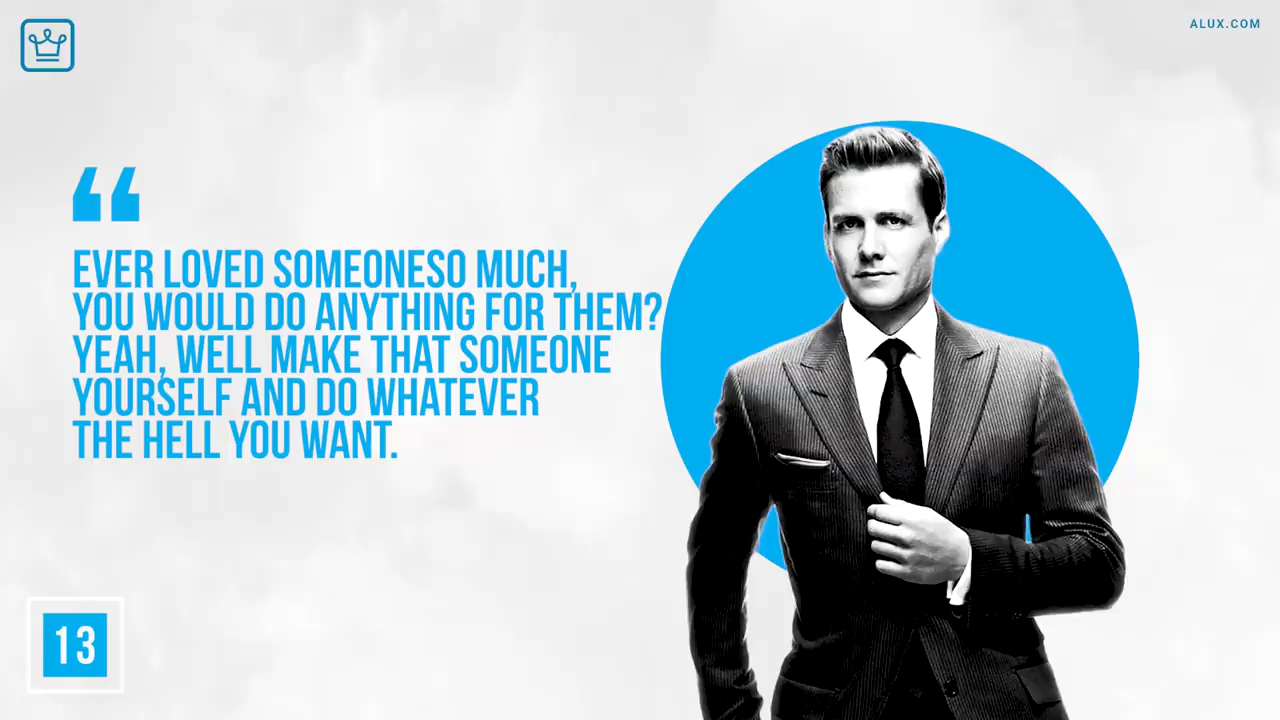 ALUX.COM
“
EVER LOVED SOMEONESO MUCH,
YOU WOULD DO ANYTHING FOR THEM?
YEAH, WELL MAKE THAT SOMEONE
YOURSELF AND DO WHATEVER
THE HELL YOU WANT.
13